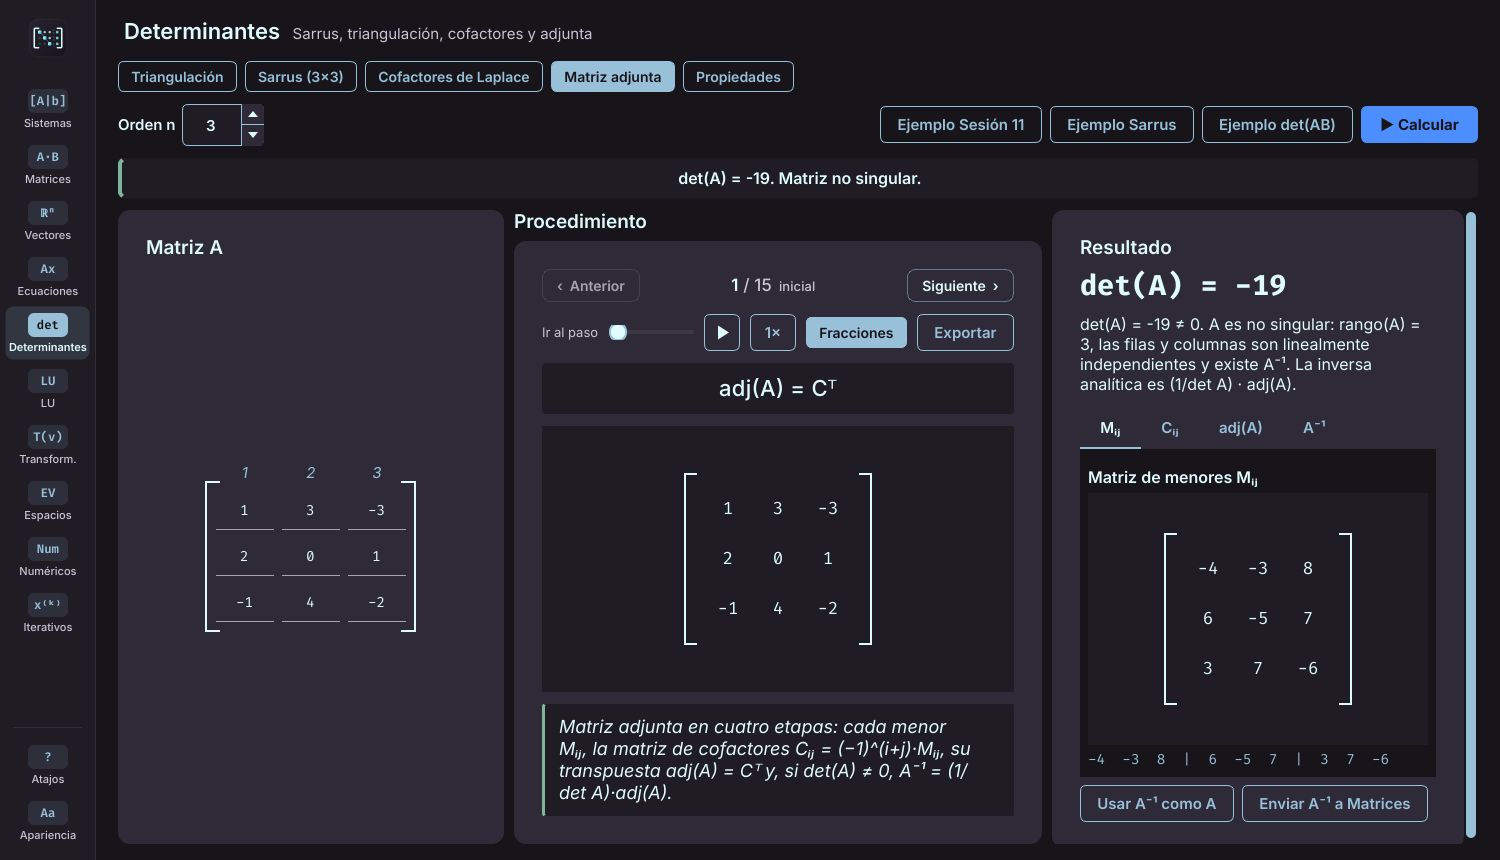 Determinantes Sarrus, triangulación, cofactores y adjunta
Triangulación Sarrus (3×3) Cofactores de Laplace Matriz adjunta Propiedades
Orden n 3 Ejemplo Sesión 11 Ejemplo Sarrus Ejemplo det(AB) ▶ Calcular
det(A) = -19. Matriz no singular.
[A|b]
Sistemas
A·B
Matrices
ℝⁿ
Vectores
Ax
Ecuaciones
det
Determinantes
LU
LU
T(v)
Transform.
EV
Espacios
Num
Numéricos
x⁽ᵏ⁾
Iterativos
?
Atajos
Aa
Apariencia
Matriz A
1 2 3
1 3 −3
2 0 1
−1 4 −2
Procedimiento
‹ Anterior 1 / 15 inicial Siguiente ›
Ir al paso 1× Fracciones Exportar
adj(A) = Cᵀ
1 3 −3
2 0 1
−1 4 −2
Matriz adjunta en cuatro etapas: cada menor
Mᵢⱼ, la matriz de cofactores Cᵢⱼ = (−1)^(i+j)·Mᵢⱼ, su
transpuesta adj(A) = Cᵀ y, si det(A) ≠ 0, A⁻¹ = (1/
det A)·adj(A).
Resultado
det(A) = −19
det(A) = -19 ≠ 0. A es no singular: rango(A) =
3, las filas y columnas son linealmente
independientes y existe A⁻¹. La inversa
analítica es (1/det A) · adj(A).
Mᵢⱼ Cᵢⱼ adj(A) A⁻¹
Matriz de menores Mᵢⱼ
−4 −3 8
6 −5 7
3 7 −6
−4 −3 8 | 6 −5 7 | 3 7 −6
Usar A⁻¹ como A Enviar A⁻¹ a Matrices